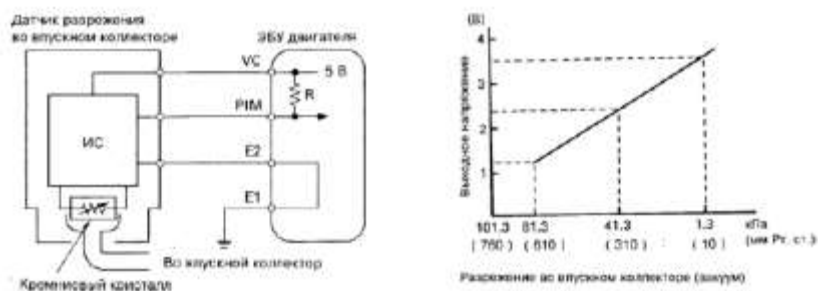 Датчик разрежения
во впускном коллекторе
ЭБУ двигателя
VC
5 В
R
PIM
ИС
E2
E1
Во впускной коллектор
Кремниевый кристалл
(В)
Выходное напряжение
4
3
2
1
101.3 81.3 41.3 1.3 кПа
(760) (610) (310) (10) (мм Рт. ст.)
Разрежение во впускном коллекторе (вакуум)